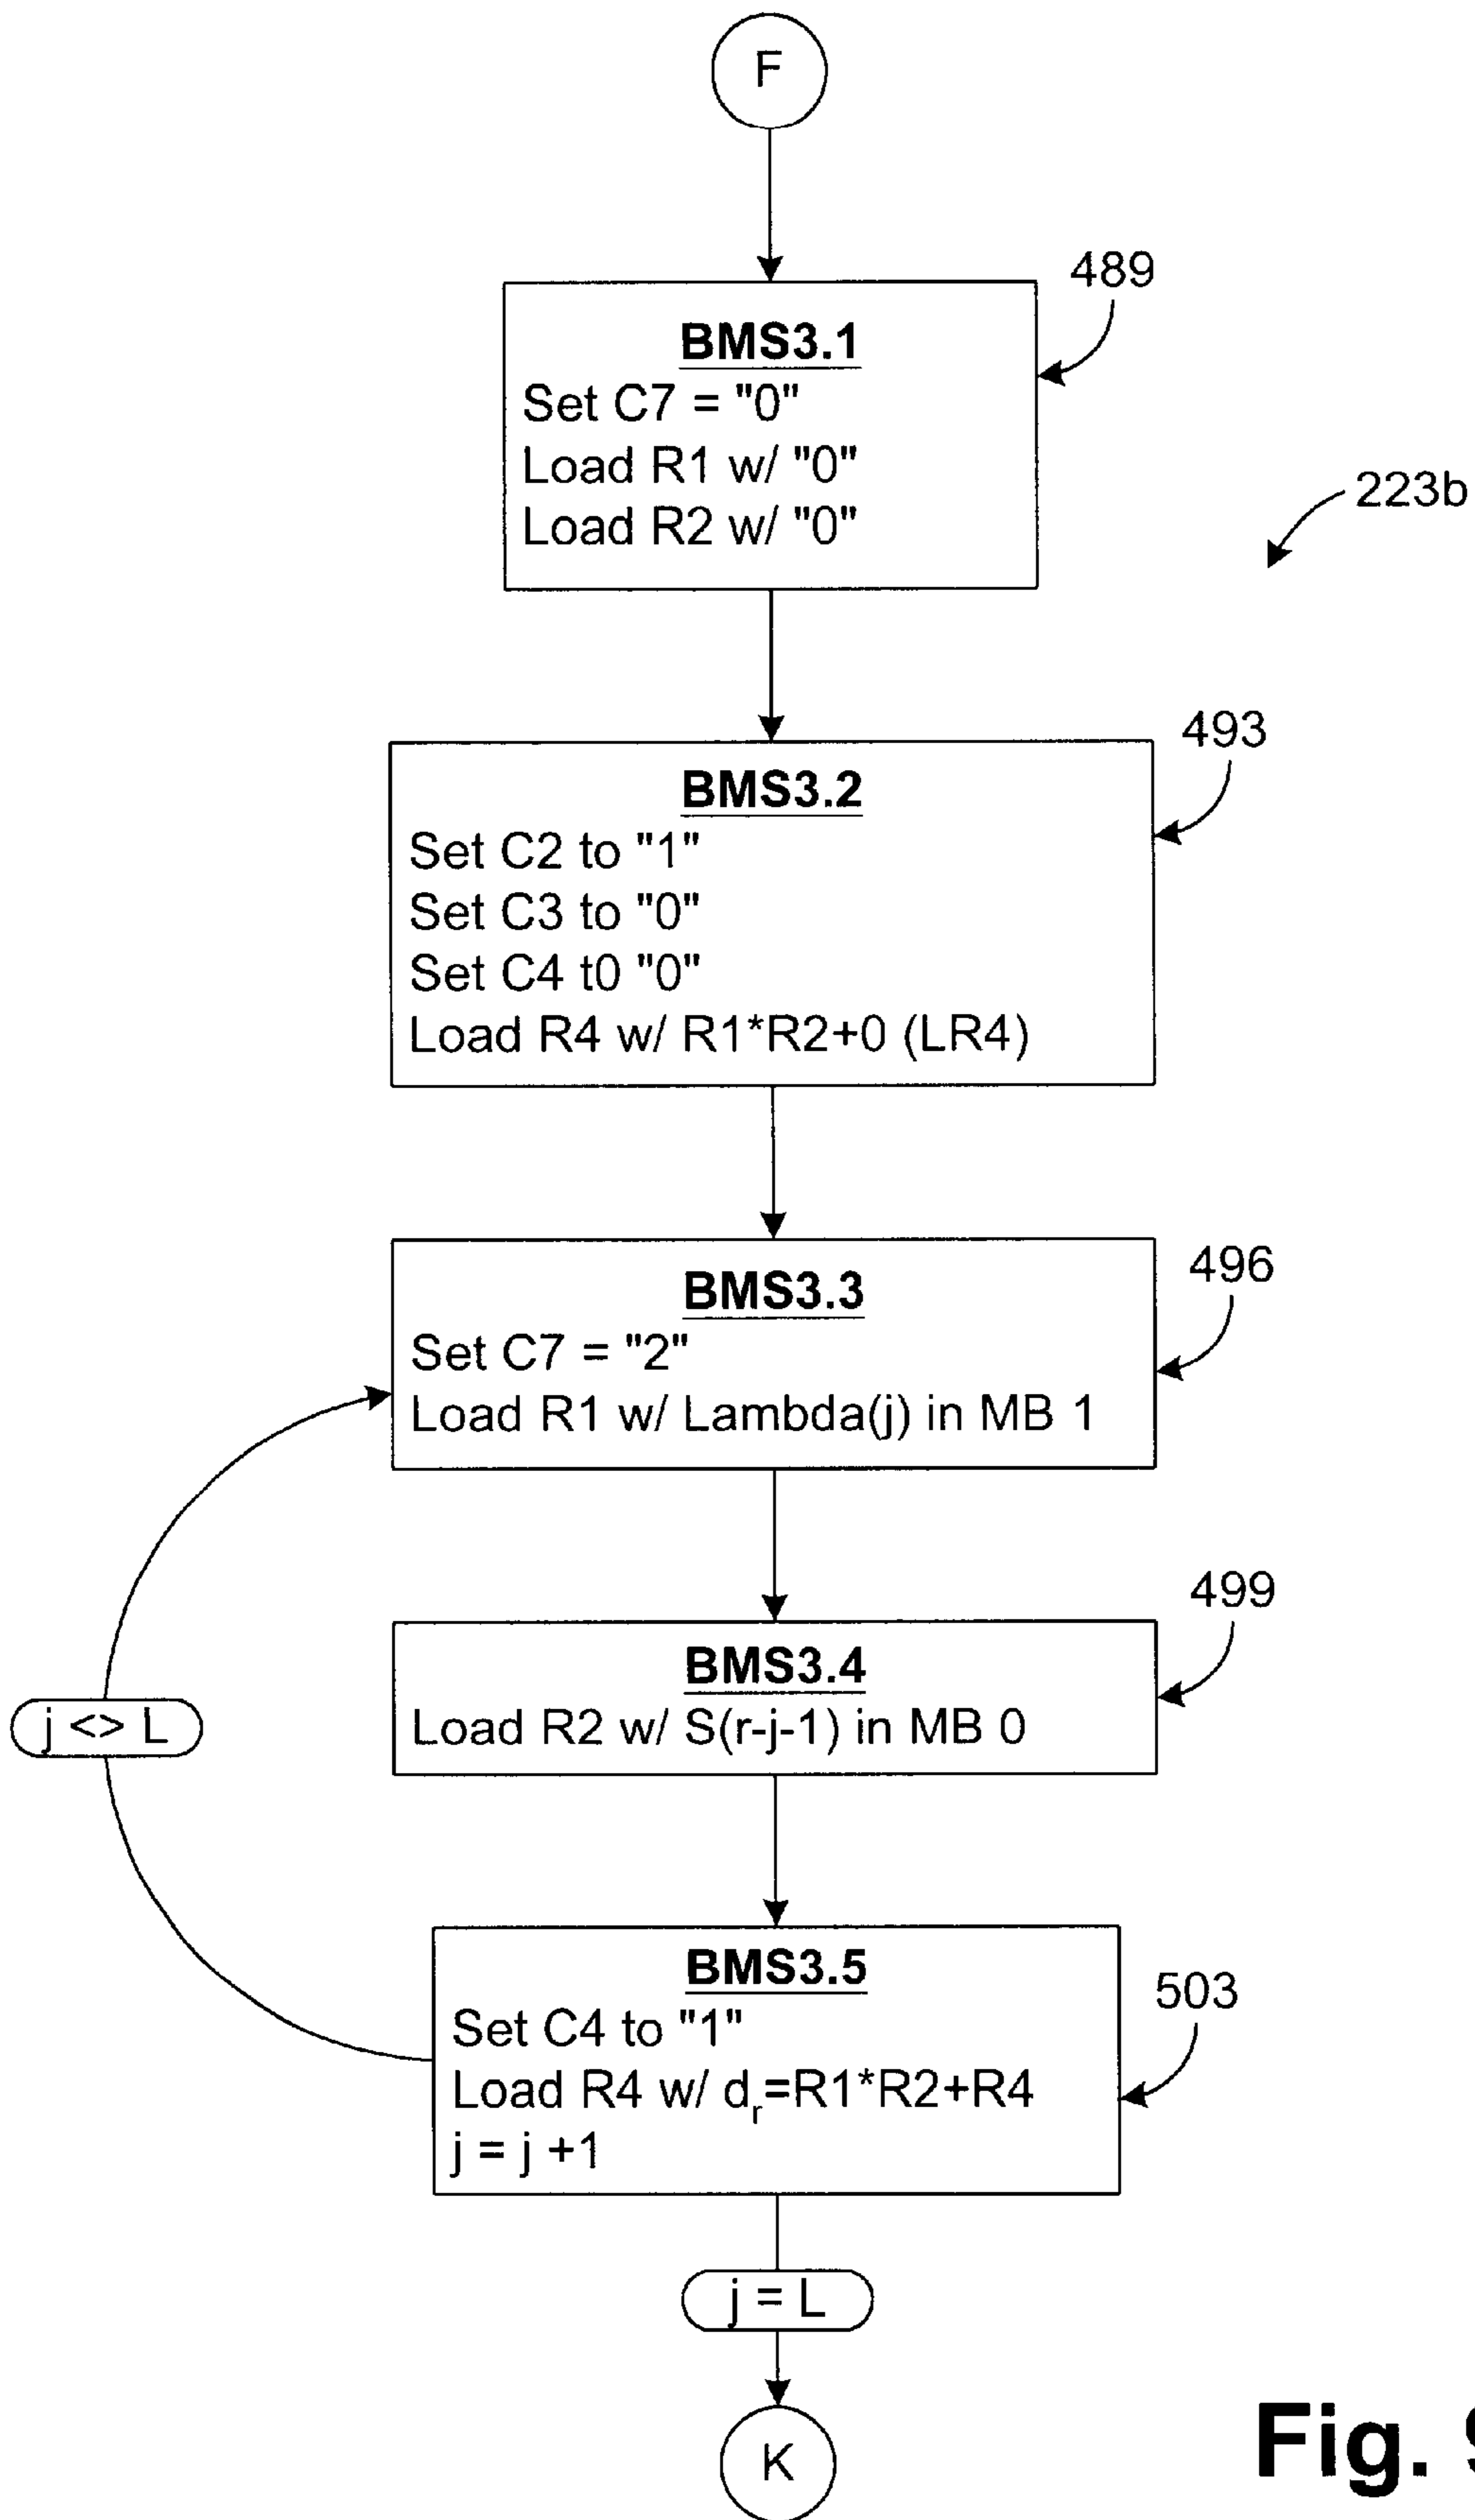 F
489
BMS3.1
Set C7 = "0"
Load R1 w/ "0"
Load R2 w/ "0"
223b
493
BMS3.2
Set C2 to "1"
Set C3 to "0"
Set C4 t0 "0"
Load R4 w/ R1*R2+0 (LR4)
496
BMS3.3
Set C7 = "2"
Load R1 w/ Lambda(j) in MB 1
499
BMS3.4
Load R2 w/ S(r-j-1) in MB 0
j <> L
503
BMS3.5
Set C4 to "1"
Load R4 w/ dr=R1*R2+R4
j = j +1
j = L
K
Fig.